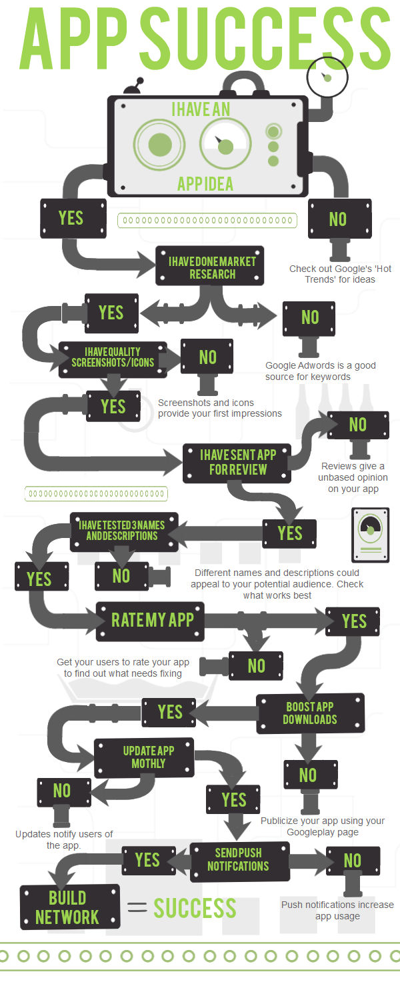 APP SUCCESS
I HAVE AN
APP IDEA
YES
NO
Check out Google's 'Hot
Trends' for ideas
I HAVE DONE MARKET
RESEARCH
YES
NO
Google Adwords is a good
source for keywords
I HAVE QUALITY
SCREENSHOTS/ICONS
NO
Screenshots and icons
provide your first impressions
YES
NO
Reviews give a
unbased opinion
on your app
I HAVE SENT APP
FOR REVIEW
YES
I HAVE TESTED 3 NAMES
AND DESCRIPTIONS
YES
NO
Different names and descriptions could
appeal to your potential audience. Check
what works best
RATE MY APP
YES
NO
Get your users to rate your app
to find out what needs fixing
BOOST APP
DOWNLOADS
YES
NO
Publicize your app using your
Googleplay page
UPDATE APP
MOTHLY
NO
Updates notify users of
the app.
YES
SEND PUSH
NOTIFCATIONS
YES
NO
Push notifications increase
app usage
BUILD
NETWORK
= SUCCESS